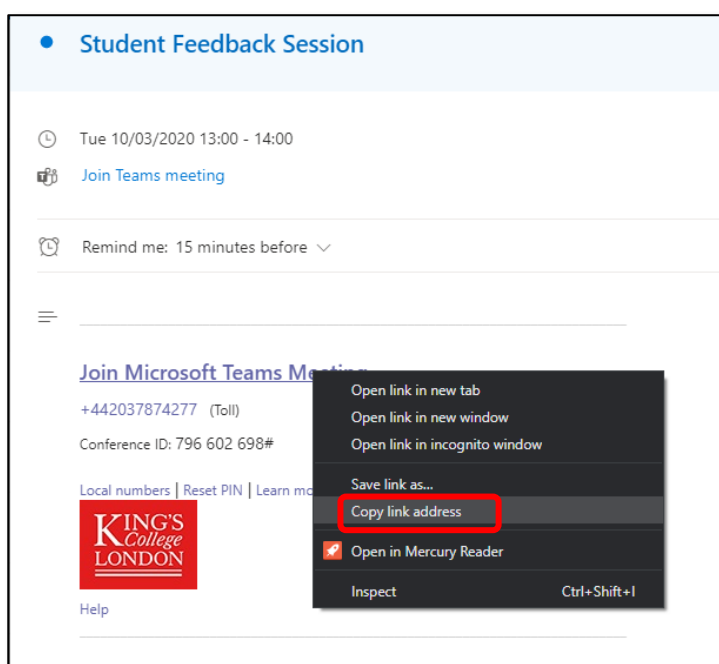 Student Feedback Session
Tue 10/03/2020 13:00 - 14:00
Join Teams meeting
Remind me: 15 minutes before
Join Microsoft Teams Meeting
+442037874277 (Toll)
Conference ID: 796 602 698#
Local numbers | Reset PIN | Learn mo
KING'S
College
LONDON
Help
Open link in new tab
Open link in new window
Open link in incognito window
Save link as...
Copy link address
Open in Mercury Reader
Inspect Ctrl+Shift+I